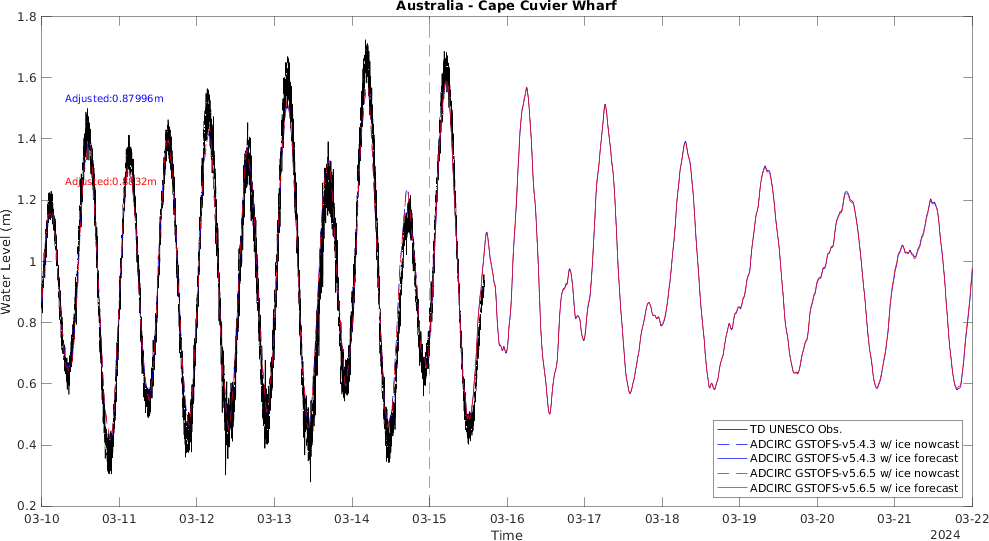 Australia - Cape Cuvier Wharf
1.8
1.6
1.4
1.2
1
0.8
0.6
0.4
0.2
Water Level (m)
Adjusted:0.87996m
Adjusted:0.8832m
TD UNESCO Obs.
ADCIRC GSTOFS-v5.4.3 w/ ice nowcast
ADCIRC GSTOFS-v5.4.3 w/ ice forecast
ADCIRC GSTOFS-v5.6.5 w/ ice nowcast
ADCIRC GSTOFS-v5.6.5 w/ ice forecast
03-10 03-11 03-12 03-13 03-14 03-15 03-16 03-17 03-18 03-19 03-20 03-21 03-22
Time
2024